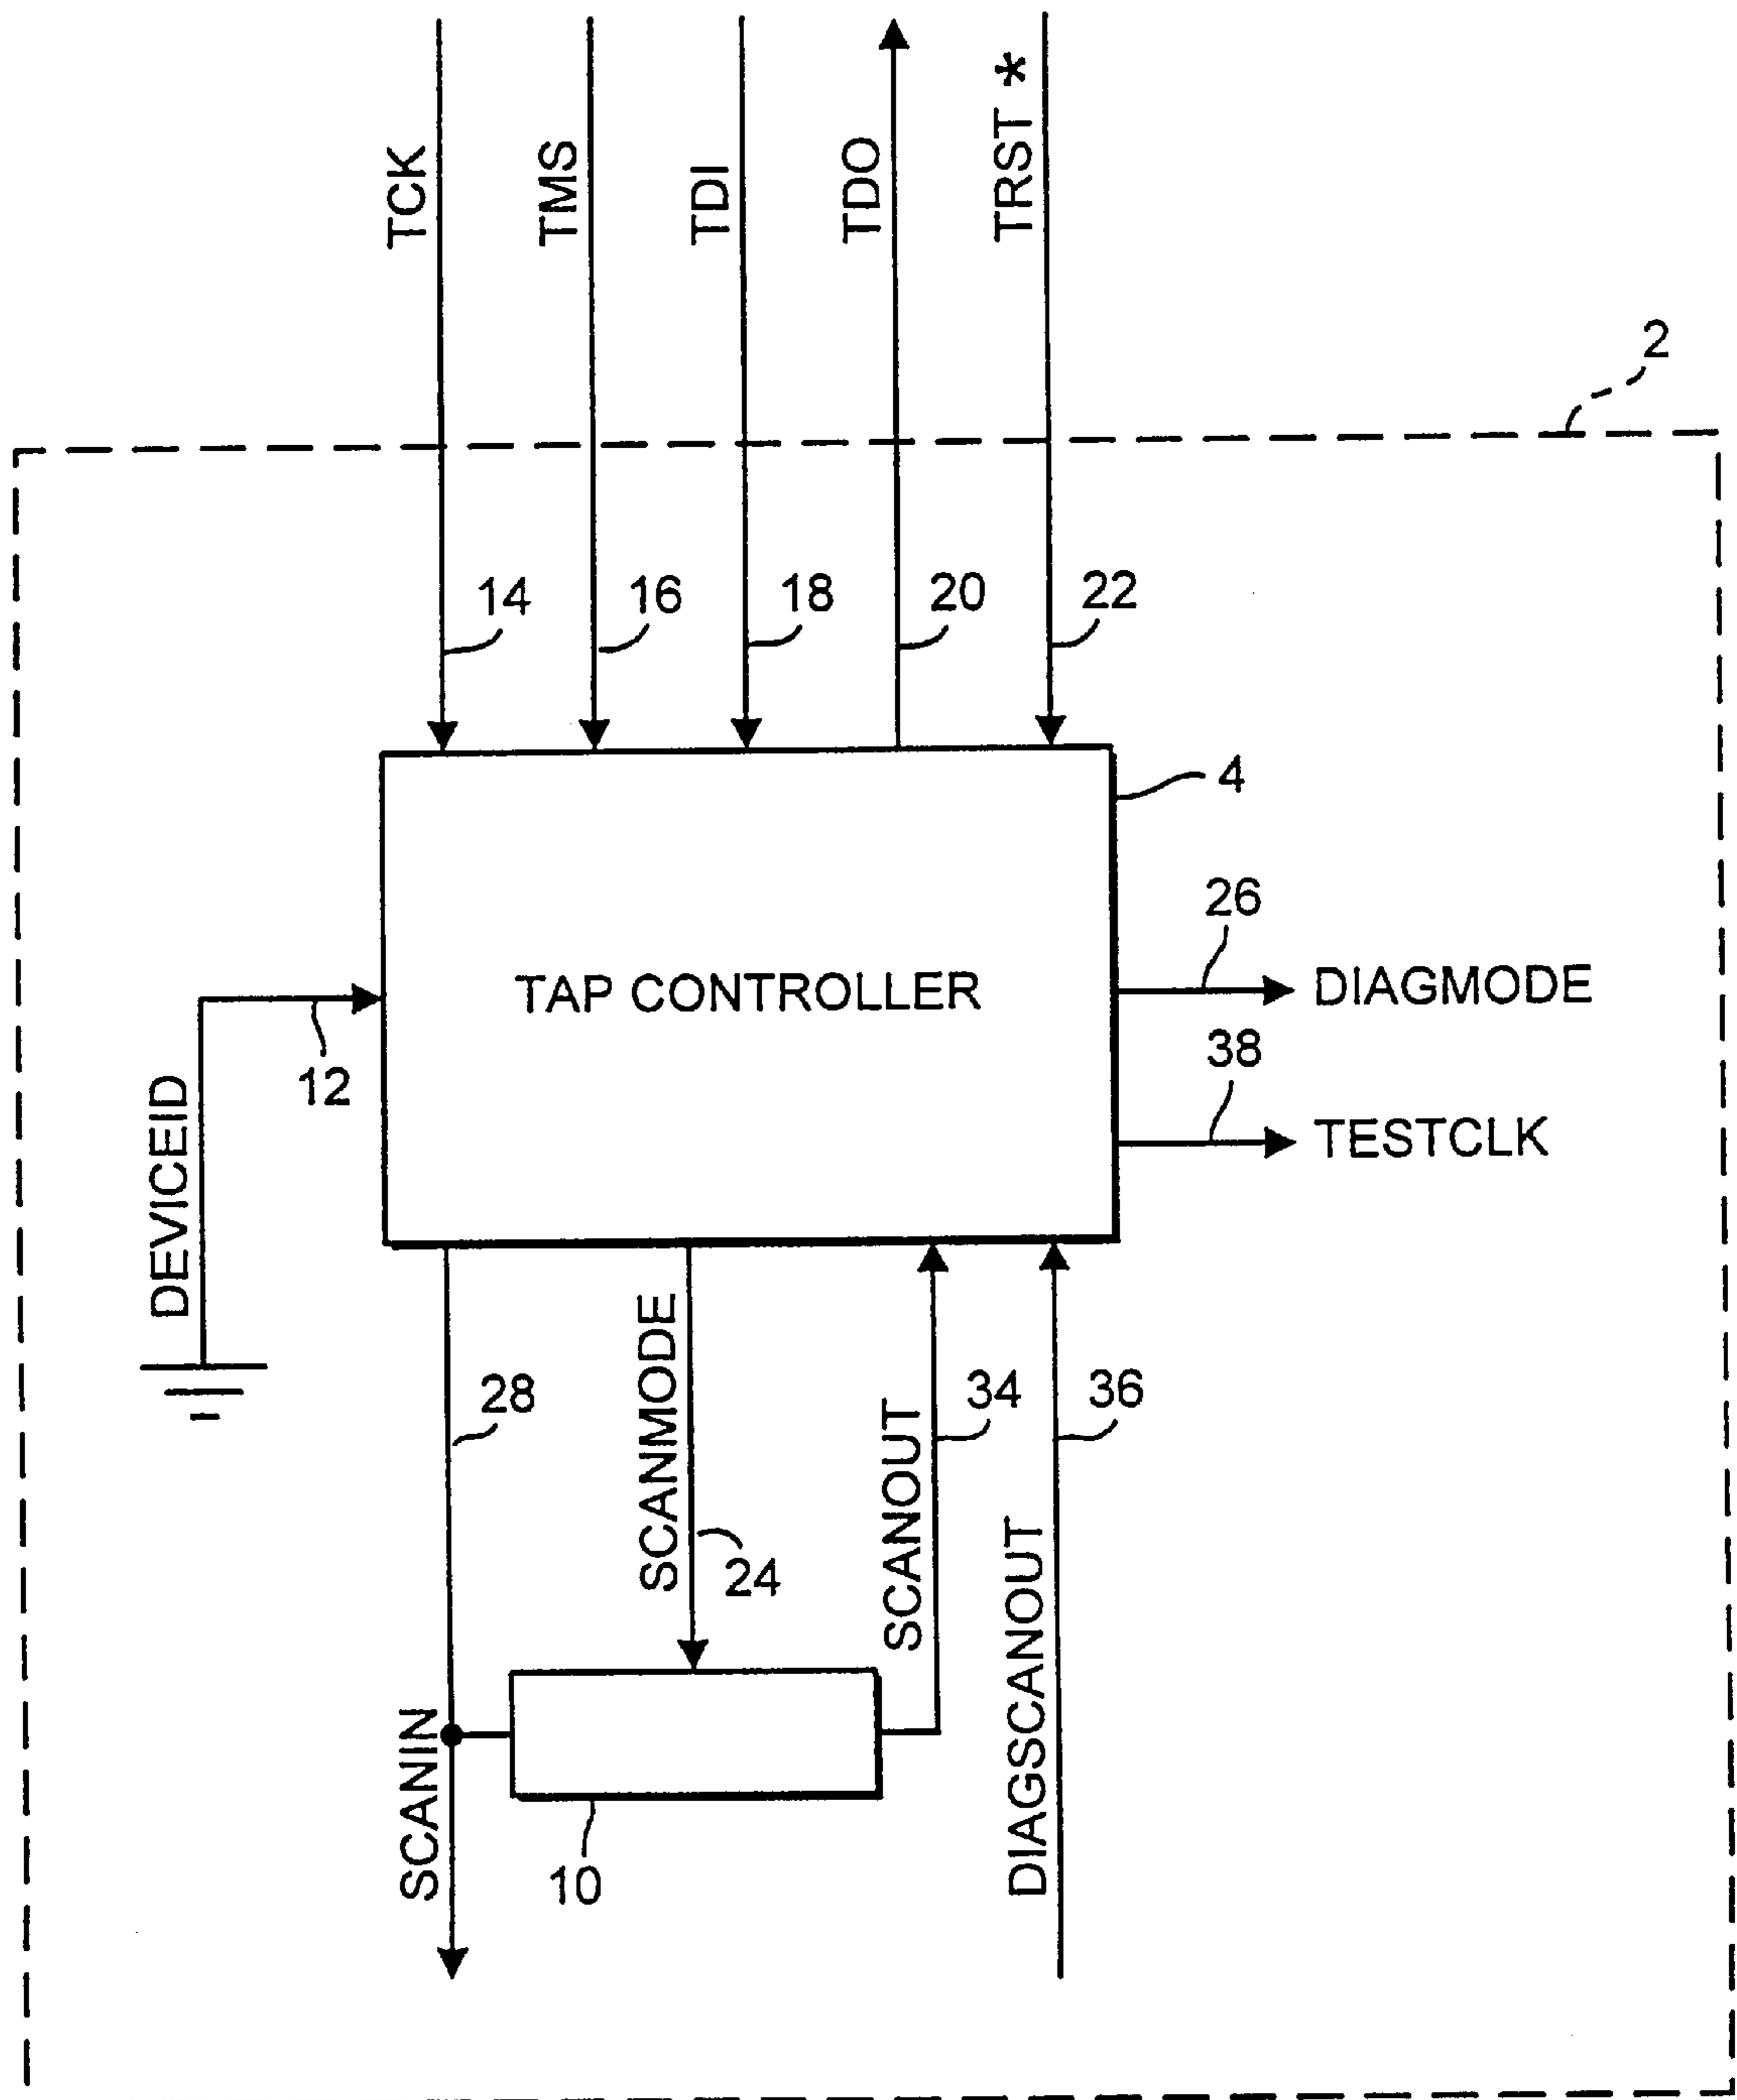 TCK
TMS
TDI
TDO
TRST *
2
14
16
18
20
22
4
26
TAP CONTROLLER
DIAGMODE
38
12
DEVICEID
TESTCLK
28
SCANMODE
34
36
SCANOUT
24
DIAGSCANOUT
SCANIN
10